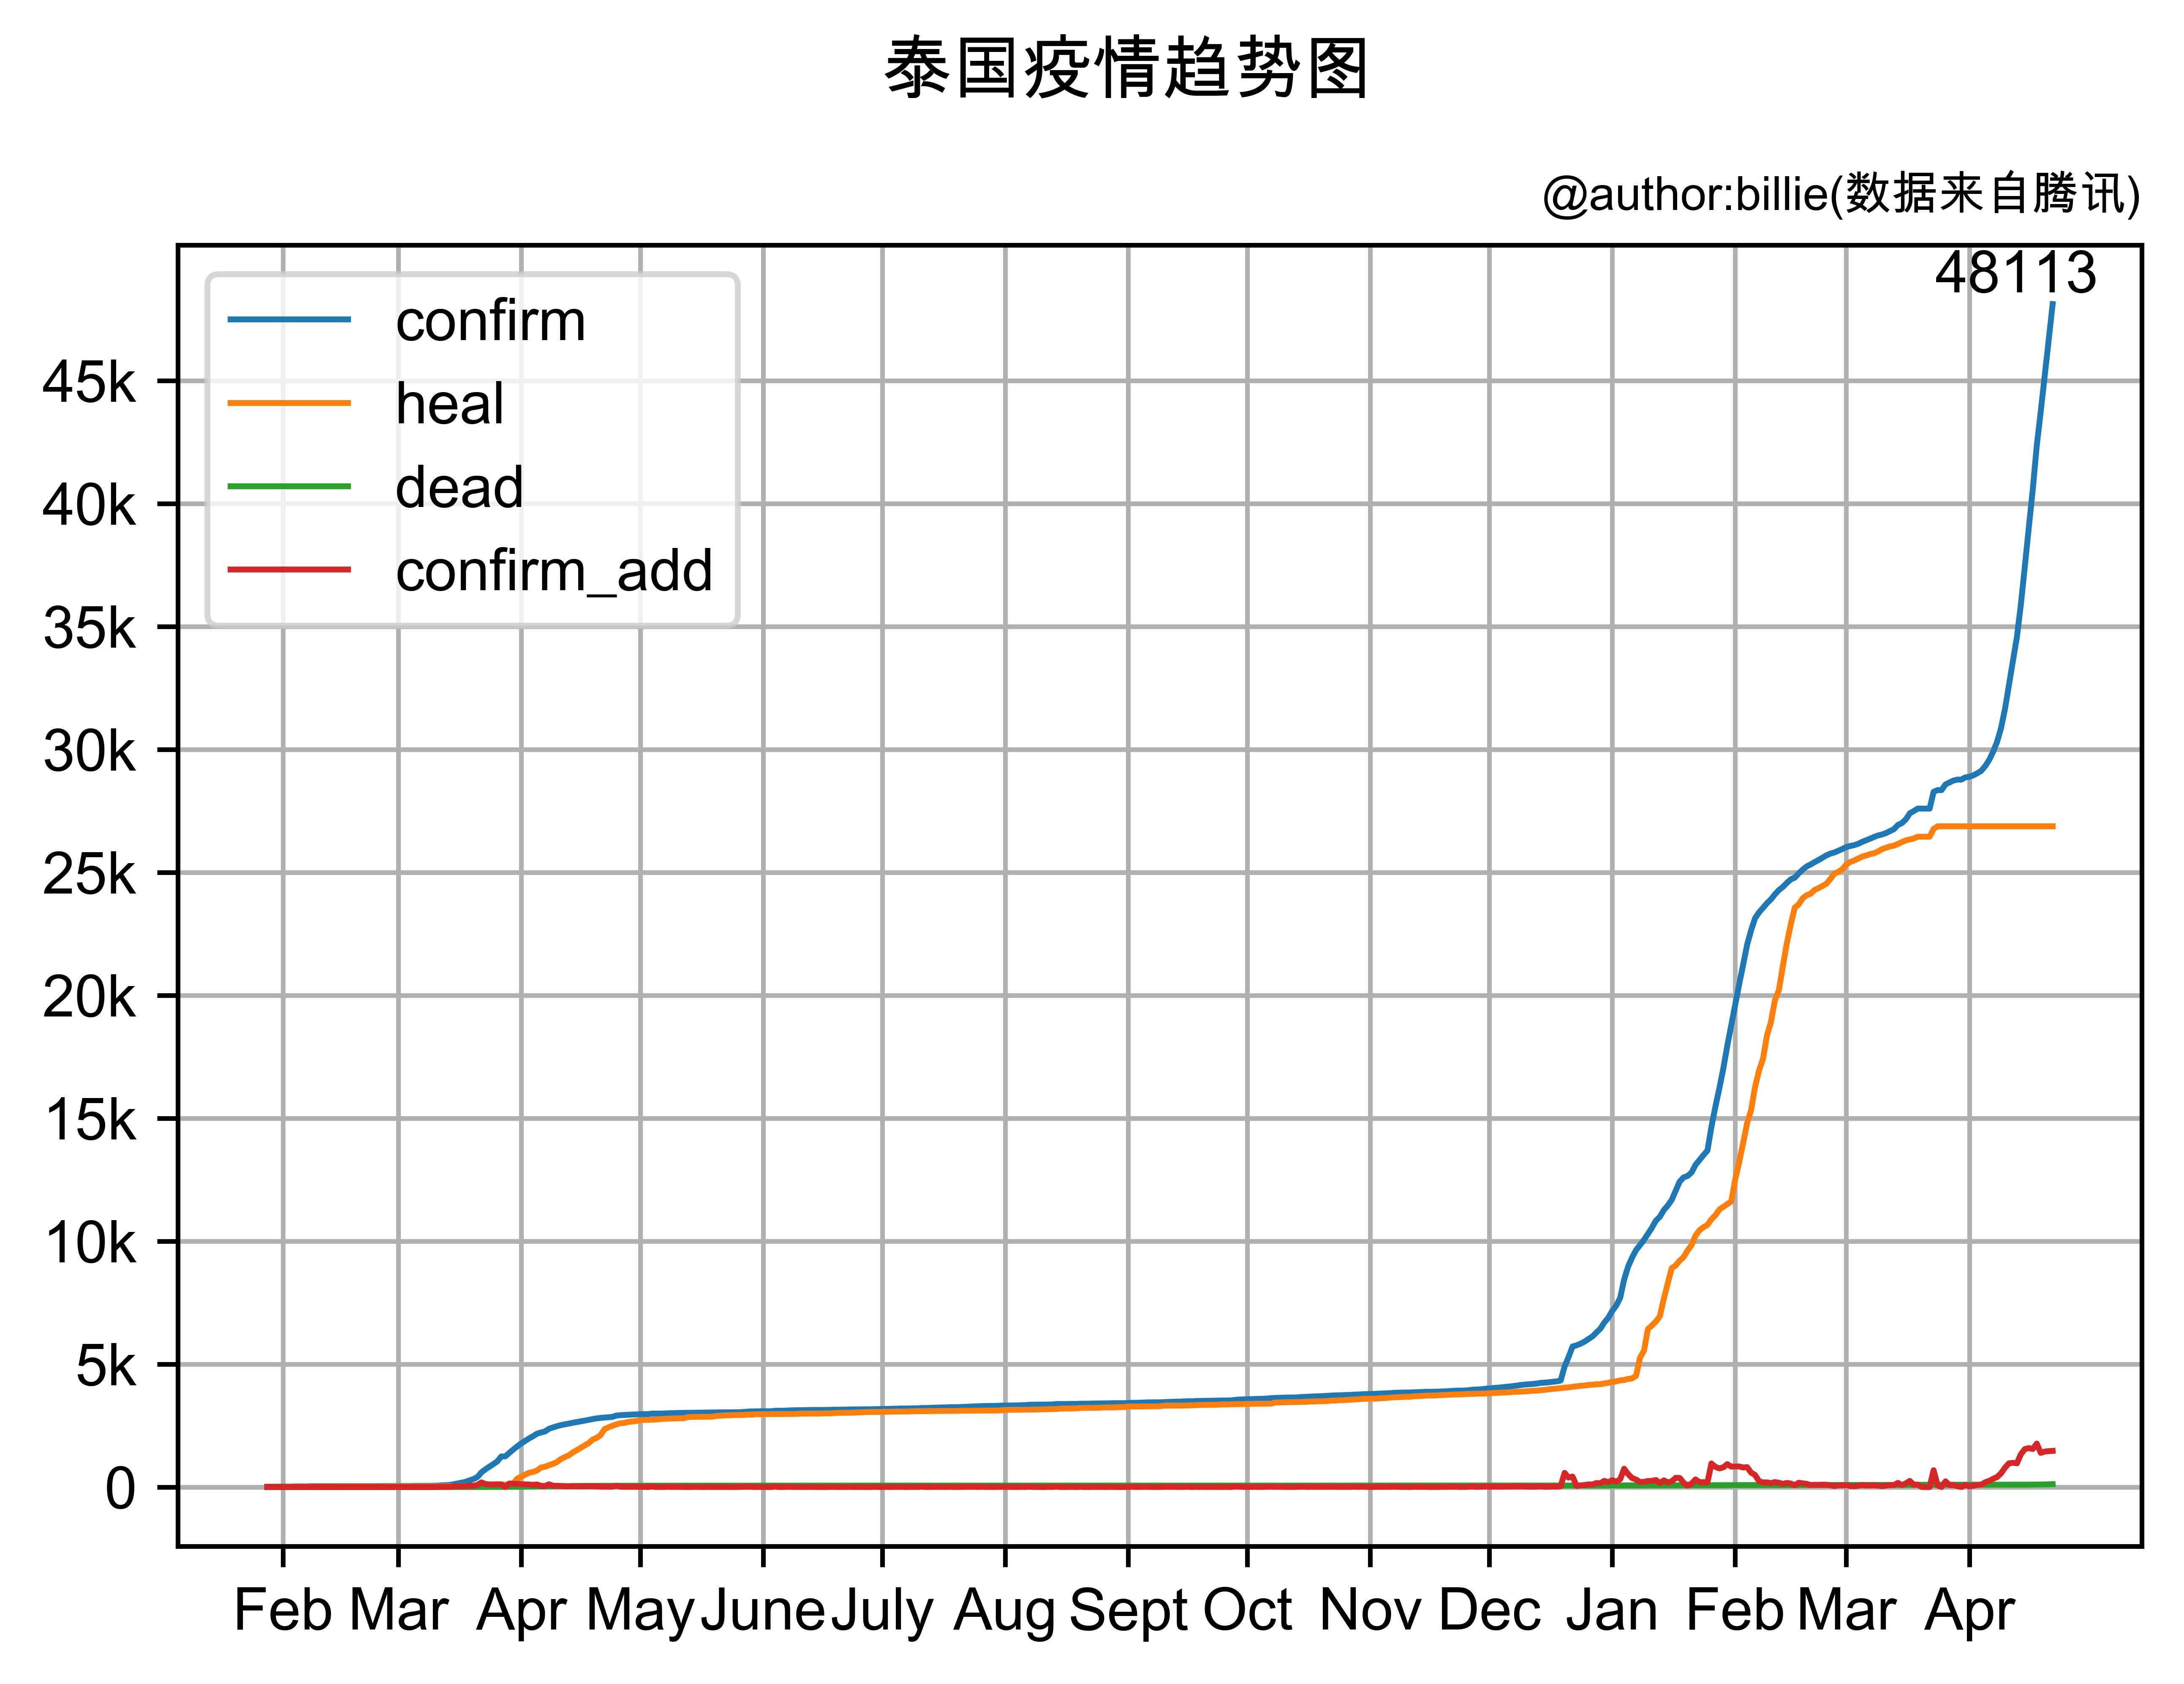 泰国疫情趋势图
@author:billie(数据来自腾讯)
48113
confirm
heal
dead
confirm_add
45k
40k
35k
30k
25k
20k
15k
10k
5k
0
Feb Mar Apr May June July Aug Sept Oct Nov Dec Jan Feb Mar Apr